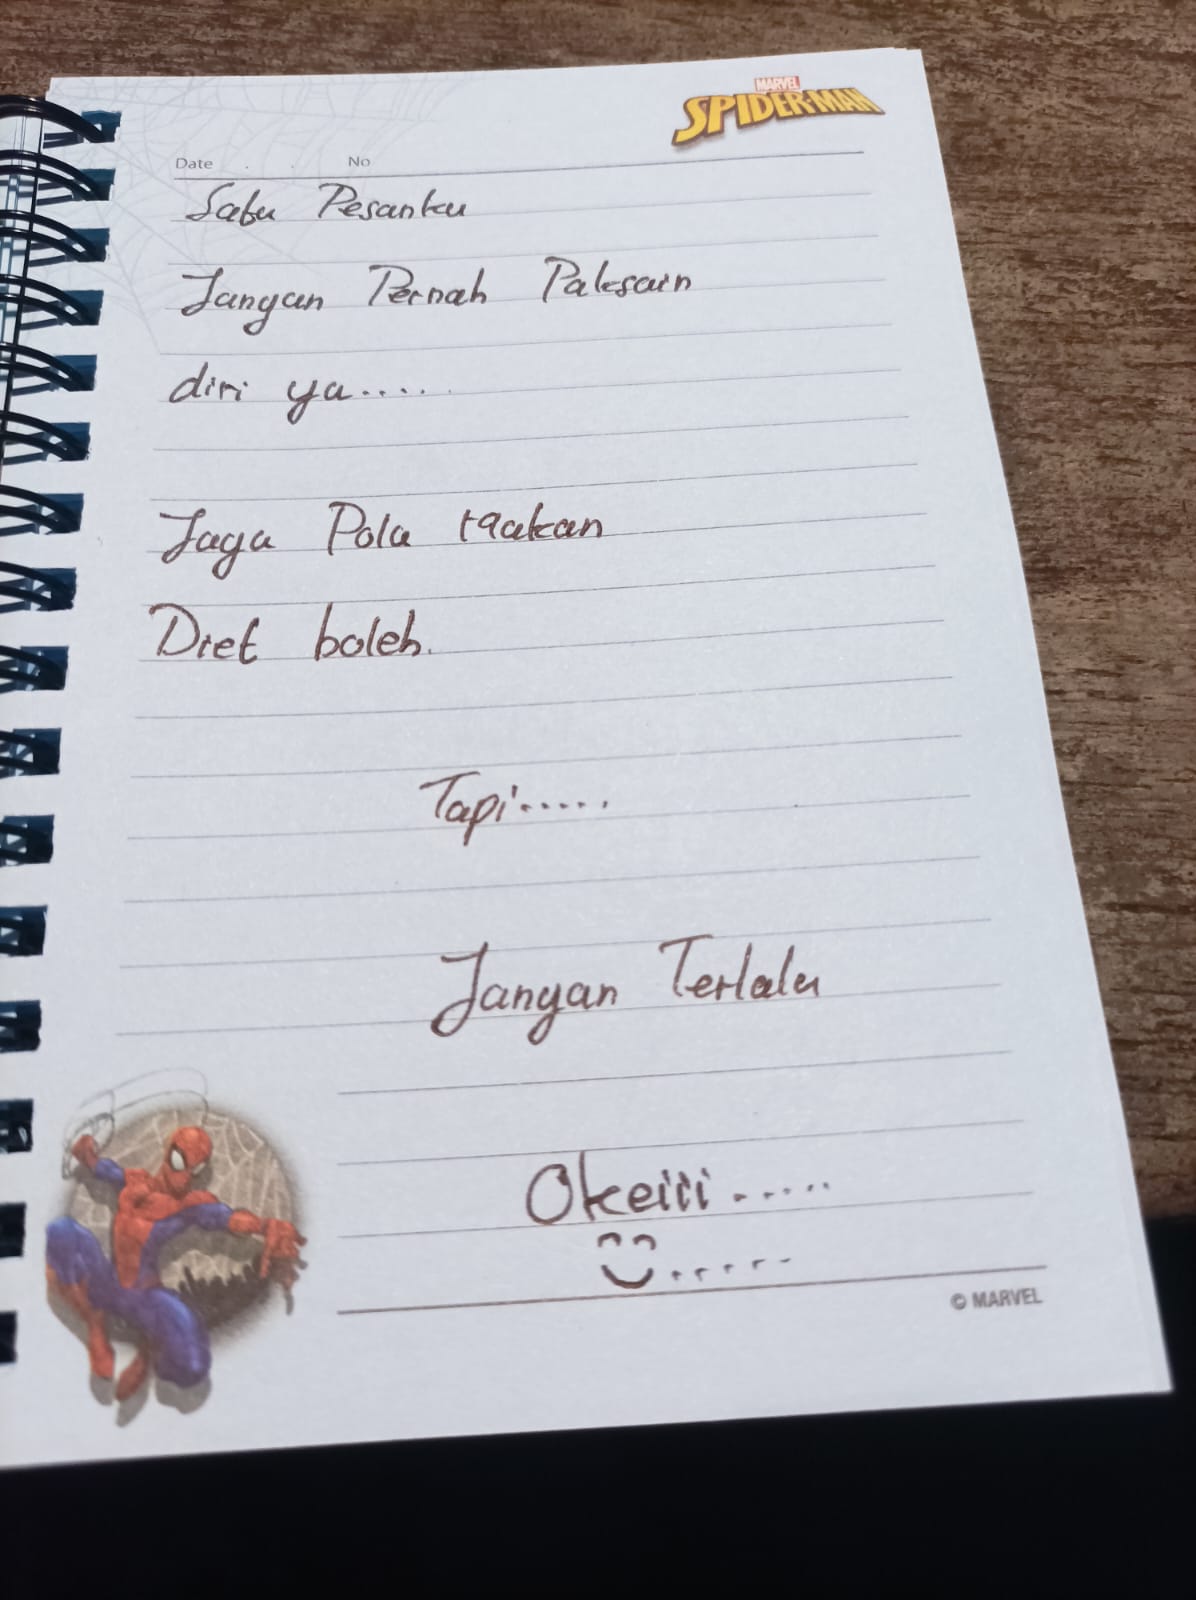 MARVEL
SPIDER-MAN
Date . . No
Satu Pesanku
Jangan Pernah Paksain
diri ya.....
Jaga Pola Makan
Diet boleh.
Tapi.....
Jangan Terlalu
Okeiii.....
© MARVEL